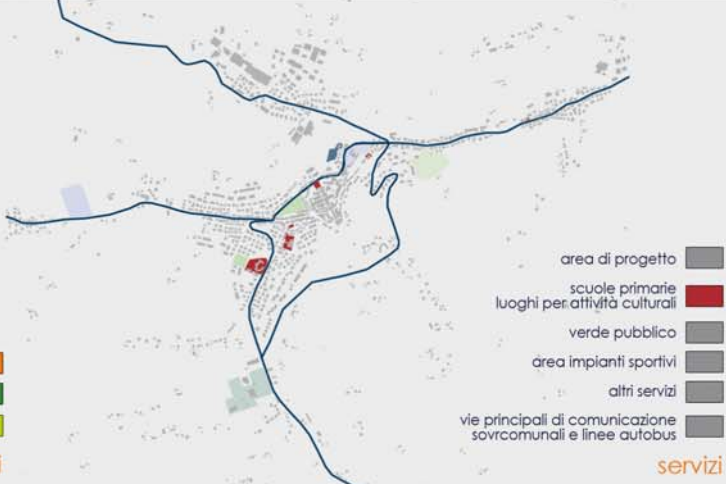 area di progetto
scuole primarie
luoghi per attività culturali
verde pubblico
area impianti sportivi
altri servizi
vie principali di comunicazione
sovrcomunali e linee autobus
servizi